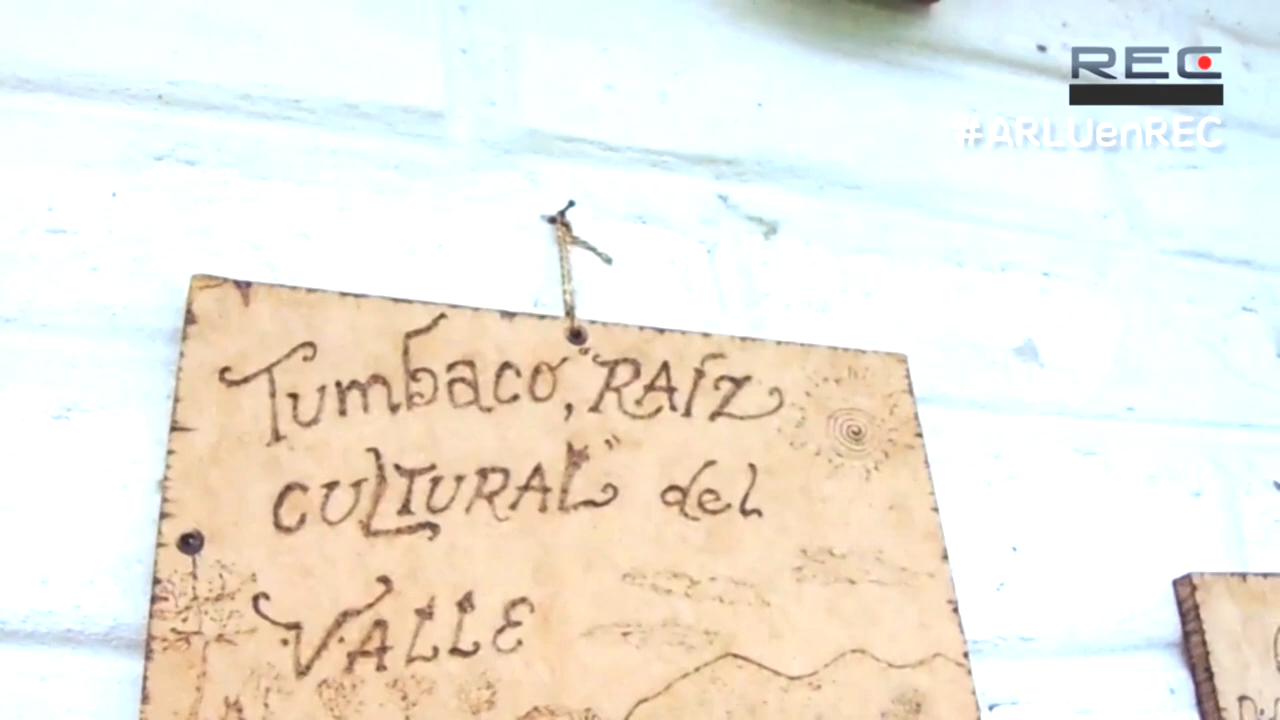 REC
#ARLUenREC
Tumbaco, "RAÍZ
CULTURAL" del
VALLE